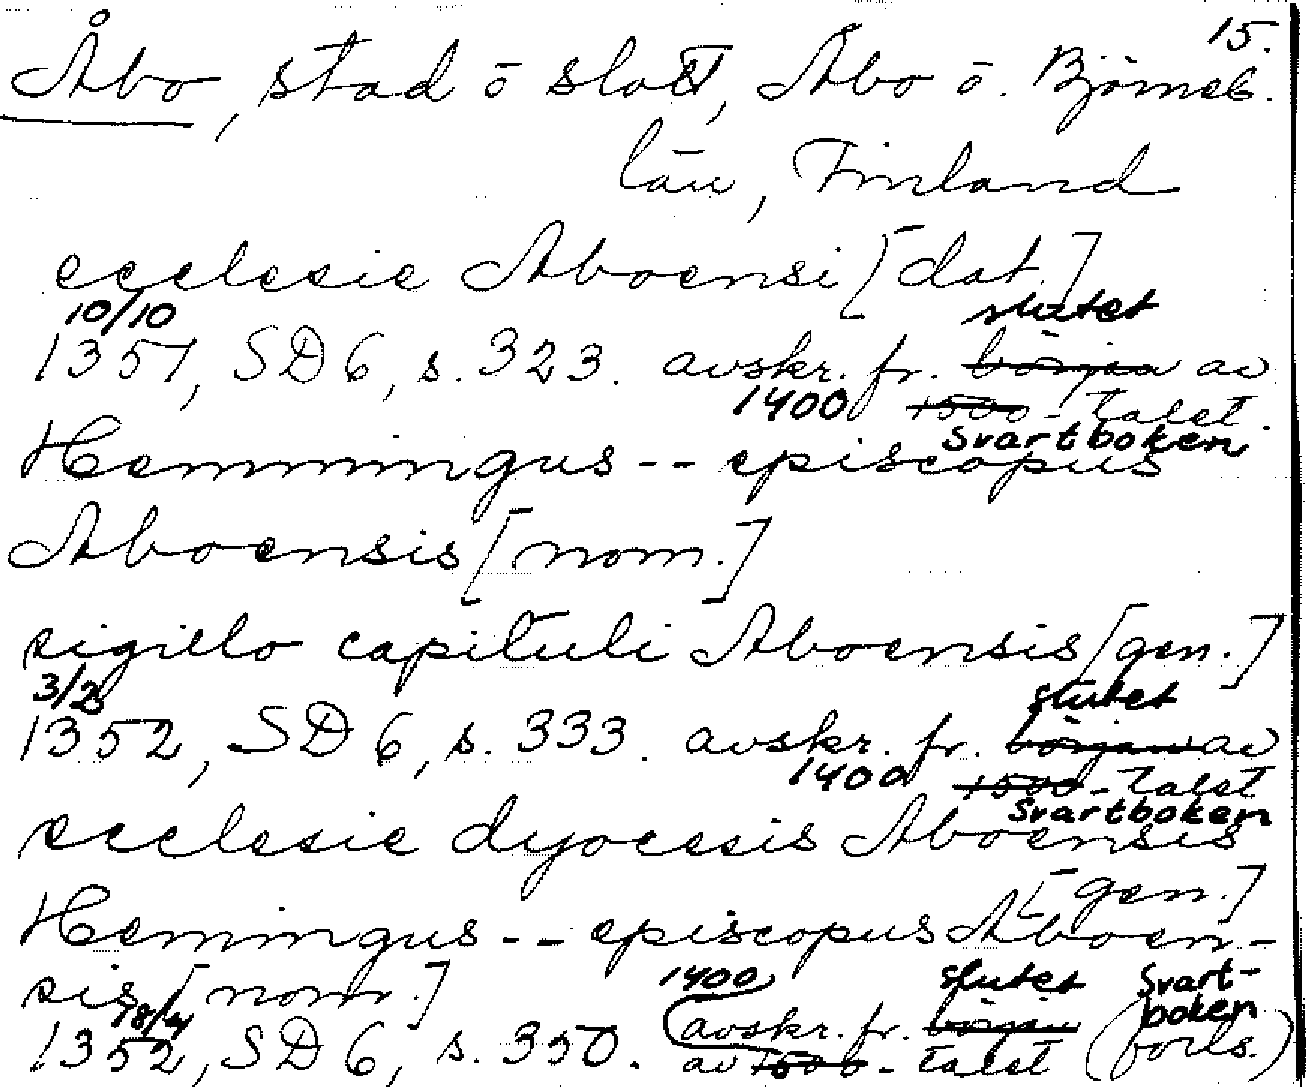 15.
Åbo, stad o slott, Åbo o. Björneb.
län, Finland
ecclesie Aboensi [dat.]
10/10 slutet
1351, SD 6, s. 323. avskr. fr. början av
1400 1500-talet.
Svartboken
Hemmingus -- episcopus
Aboensis [nom.]
sigillo capituli Aboensis [gen.]
3/2 slutet
1352, SD 6, s. 333. avskr. fr. början av
1400 1500-talet
Svartboken
ecclesie dyocesis Aboensis
[gen.]
Hemingus -- episcopus Aboen-
sis [nom.] 1400 slutet Svart-
18/4 avskr. fr. början boken
1352, SD 6, s. 350. av 1500-talet (forts.)